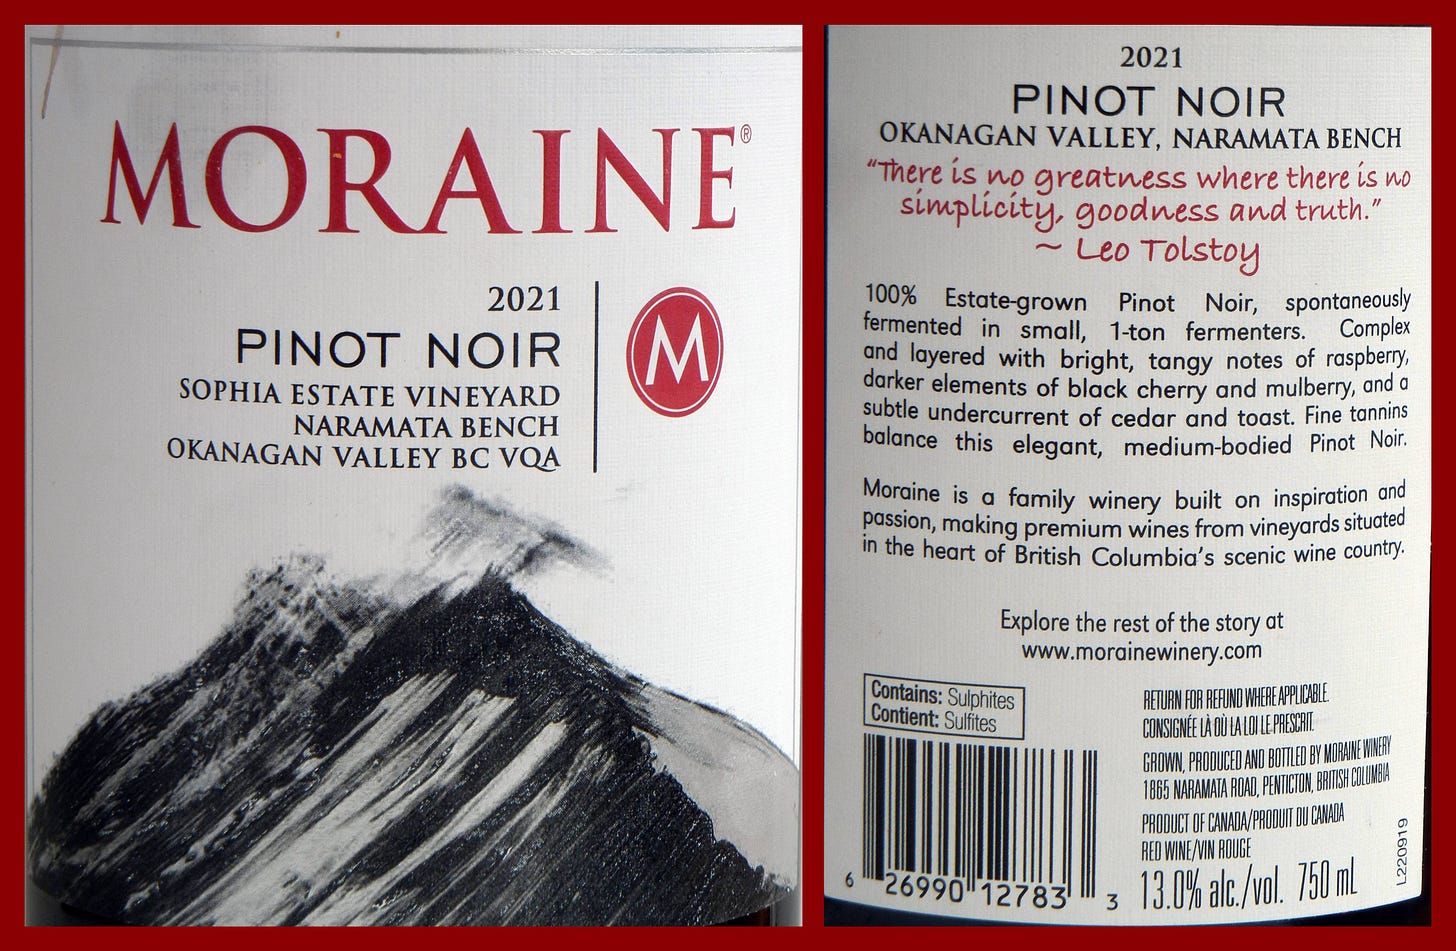 MORAINE®
2021
PINOT NOIR
SOPHIA ESTATE VINEYARD
NARAMATA BENCH
OKANAGAN VALLEY BC VQA
M
2021
PINOT NOIR
OKANAGAN VALLEY, NARAMATA BENCH
“There is no greatness where there is no
simplicity, goodness and truth.”
~ Leo Tolstoy
100% Estate-grown Pinot Noir, spontaneously
fermented in small, 1-ton fermenters. Complex
and layered with bright, tangy notes of raspberry,
darker elements of black cherry and mulberry, and a
subtle undercurrent of cedar and toast. Fine tannins
balance this elegant, medium-bodied Pinot Noir.
Moraine is a family winery built on inspiration and
passion, making premium wines from vineyards situated
in the heart of British Columbia’s scenic wine country.
Explore the rest of the story at
www.morainewinery.com
Contains: Sulphites
Contient: Sulfites
6 26990 12783 3
RETURN FOR REFUND WHERE APPLICABLE.
CONSIGNÉE LÀ OÙ LA LOI LE PRESCRIT.
GROWN, PRODUCED AND BOTTLED BY MORAINE WINERY
1865 NARAMATA ROAD, PENTICTON, BRITISH COLUMBIA
PRODUCT OF CANADA/PRODUIT DU CANADA
RED WINE/VIN ROUGE
13.0% alc./vol. 750 mL
L220919